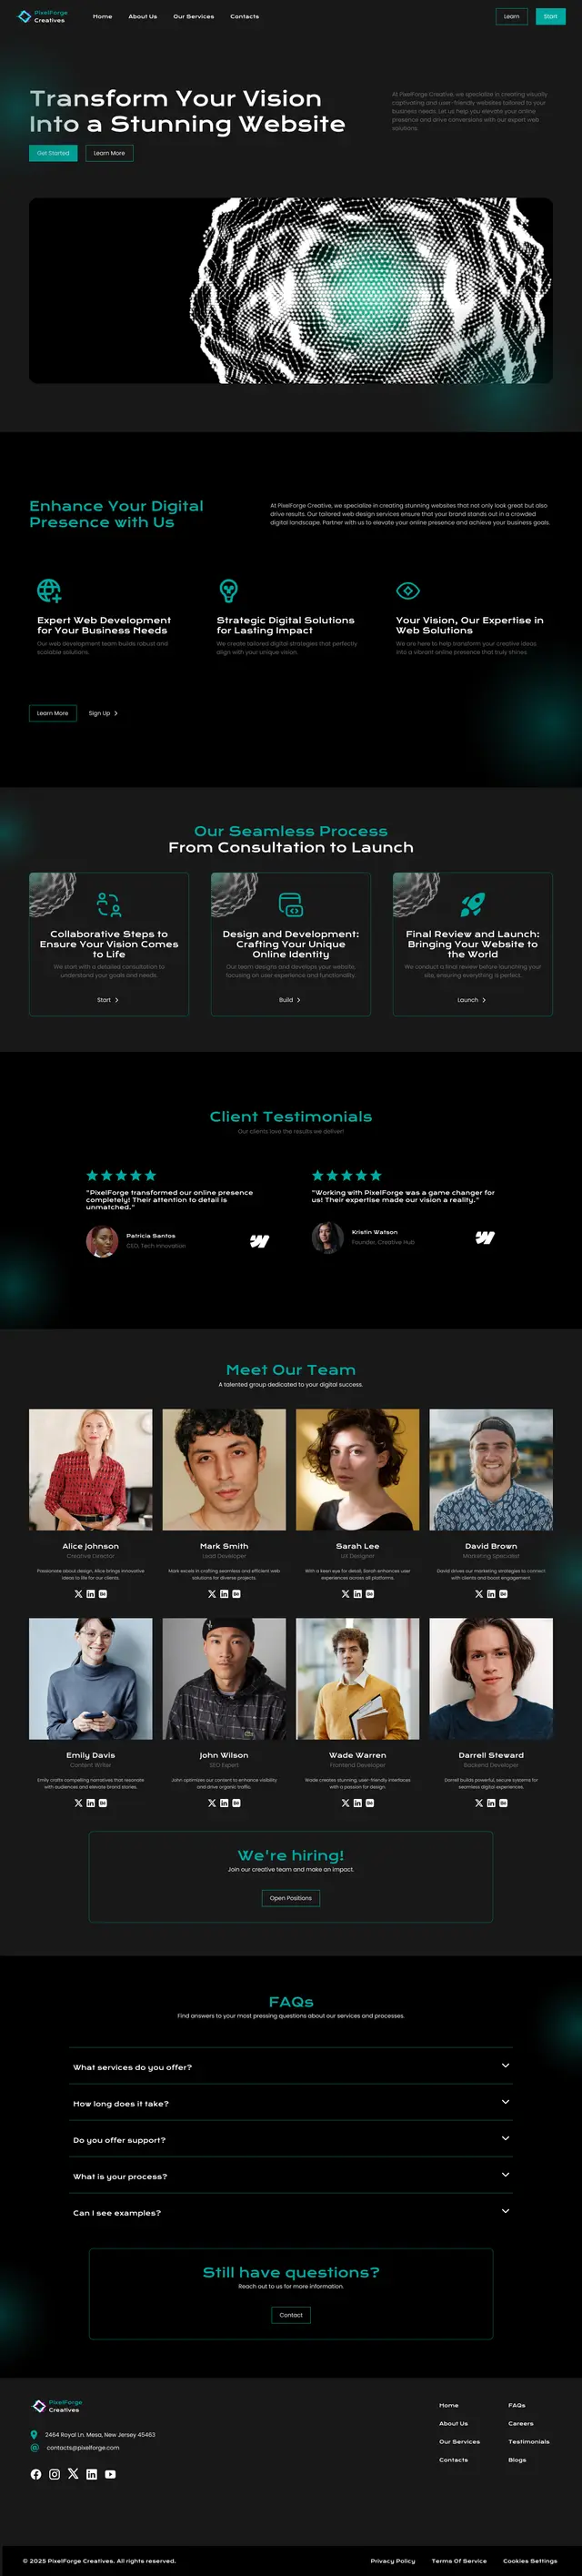 PixelForge
Creatives
Home
About Us
Our Services
Contacts
Learn
Start
Transform Your Vision
Into a Stunning Website
At PixelForge Creative, we specialize in creating visually
captivating and user-friendly websites tailored to your
business needs. Let us help you elevate your online
presence and drive conversions with our expert web
solutions.
Get Started
Learn More
Enhance Your Digital
Presence with Us
At PixelForge Creative, we specialize in creating stunning websites that not only look great but also
drive results. Our tailored web design services ensure that your brand stands out in a crowded
digital landscape. Partner with us to elevate your online presence and achieve your business goals.
Expert Web Development
for Your Business Needs
Our web development team builds robust and
scalable solutions.
Strategic Digital Solutions
for Lasting Impact
We create tailored digital strategies that perfectly
align with your unique vision.
Your Vision, Our Expertise in
Web Solutions
We are here to help transform your creative ideas
into a vibrant online presence that truly shines
Learn More
Sign Up
Our Seamless Process
From Consultation to Launch
Collaborative Steps to
Ensure Your Vision Comes
to Life
We start with a detailed consultation to
understand your goals and needs.
Start
Design and Development:
Crafting Your Unique
Online Identity
Our team designs and develops your website,
focusing on user experience and functionality.
Build
Final Review and Launch:
Bringing Your Website to
the World
We conduct a final review before launching your
site, ensuring everything is perfect.
Launch
Client Testimonials
Our clients love the results we deliver!
"PixelForge transformed our online presence
completely! Their attention to detail is
unmatched."
Patricia Santos
CEO, Tech Innovation
"Working with PixelForge was a game changer for
us! Their expertise made our vision a reality."
Kristin Watson
Founder, Creative Hub
Meet Our Team
A talented group dedicated to your digital success.
Alice Johnson
Creative Director
Passionate about design, Alice brings innovative
ideas to life for our clients.
Mark Smith
Lead Developer
Mark excels in crafting seamless and efficient web
solutions for diverse projects.
Sarah Lee
UX Designer
With a keen eye for detail, Sarah enhances user
experiences across all platforms.
David Brown
Marketing Specialist
David drives our marketing strategies to connect
with clients and boost engagement.
Emily Davis
Content Writer
Emily crafts compelling narratives that resonate
with audiences and elevate brand stories.
John Wilson
SEO Expert
John optimizes our content to enhance visibility
and drive organic traffic.
Wade Warren
Frontend Developer
Wade creates stunning, user-friendly interfaces
with a passion for design.
Darrell Steward
Backend Developer
Darrell builds powerful, secure systems for
seamless digital experiences.
We're hiring!
Join our creative team and make an impact.
Open Positions
FAQs
Find answers to your most pressing questions about our services and processes.
What services do you offer?
How long does it take?
Do you offer support?
What is your process?
Can I see examples?
Still have questions?
Reach out to us for more information.
Contact
PixelForge
Creatives
2464 Royal Ln. Mesa, New Jersey 45463
contacts@pixelforge.com
Home
About Us
Our Services
Contacts
FAQs
Careers
Testimonials
Blogs
© 2025 PixelForge Creatives. All rights reserved.
Privacy Policy
Terms Of Service
Cookies Settings